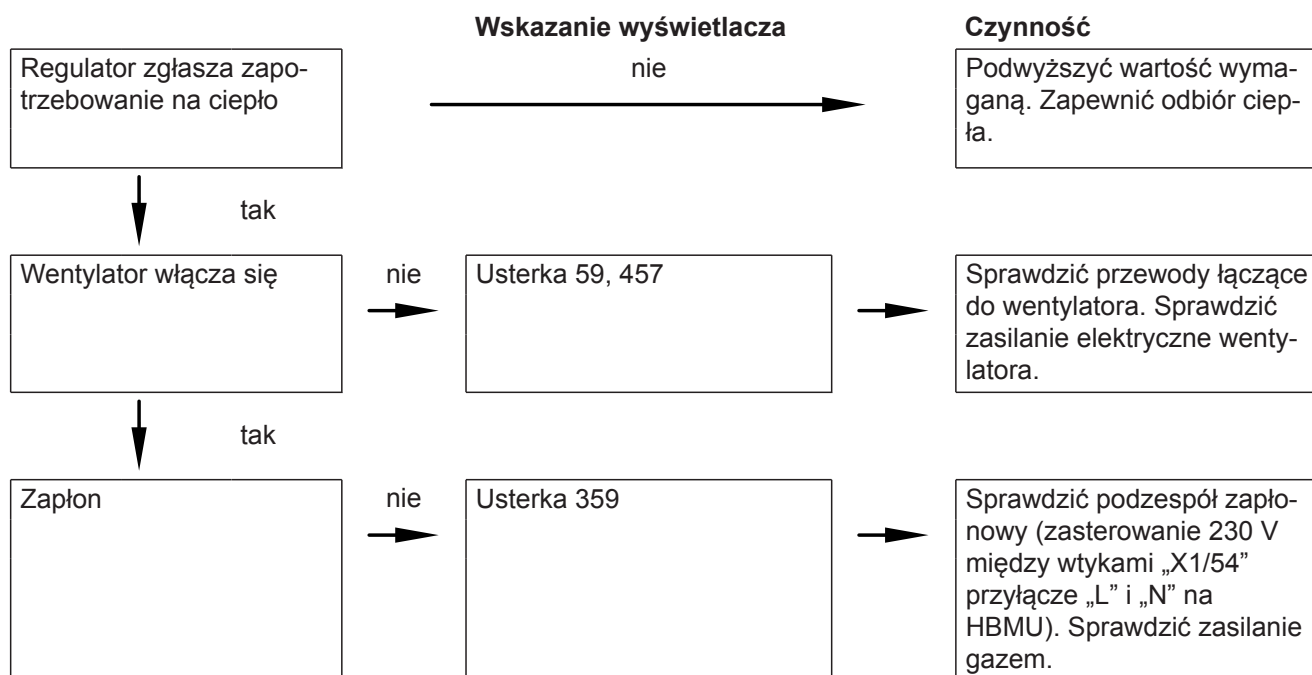 Wskazanie wyświetlacza
Czynność
Regulator zgłasza zapo-
trzebowanie na ciepło
nie
Podwyższyć wartość wyma-
ganą. Zapewnić odbiór ciep-
ła.
tak
Wentylator włącza się
nie
Usterka 59, 457
Sprawdzić przewody łączące
do wentylatora. Sprawdzić
zasilanie elektryczne wenty-
latora.
tak
Zapłon
nie
Usterka 359
Sprawdzić podzespół zapło-
nowy (zasterowanie 230 V
między wtykami „X1/54”
przyłącze „L” i „N” na
HBMU). Sprawdzić zasilanie
gazem.